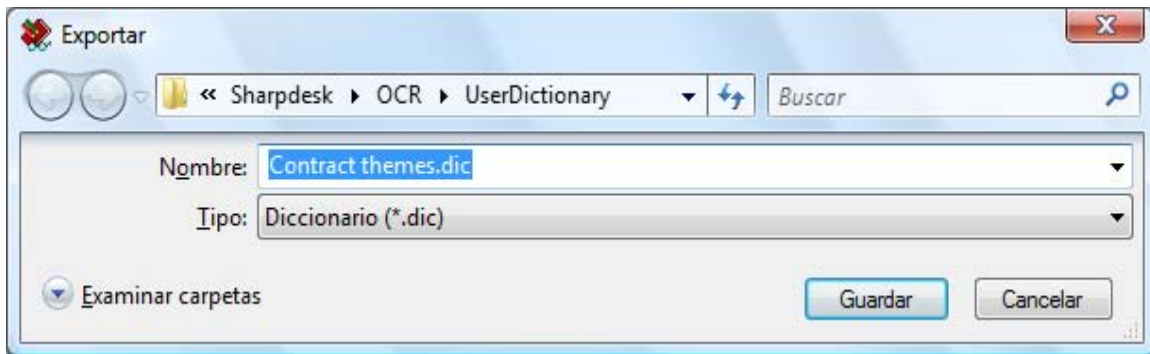 Exportar
« Sharpdesk ▸ OCR ▸ UserDictionary Buscar
Nombre: Contract themes.dic
Tipo: Diccionario (*.dic)
Examinar carpetas Guardar Cancelar